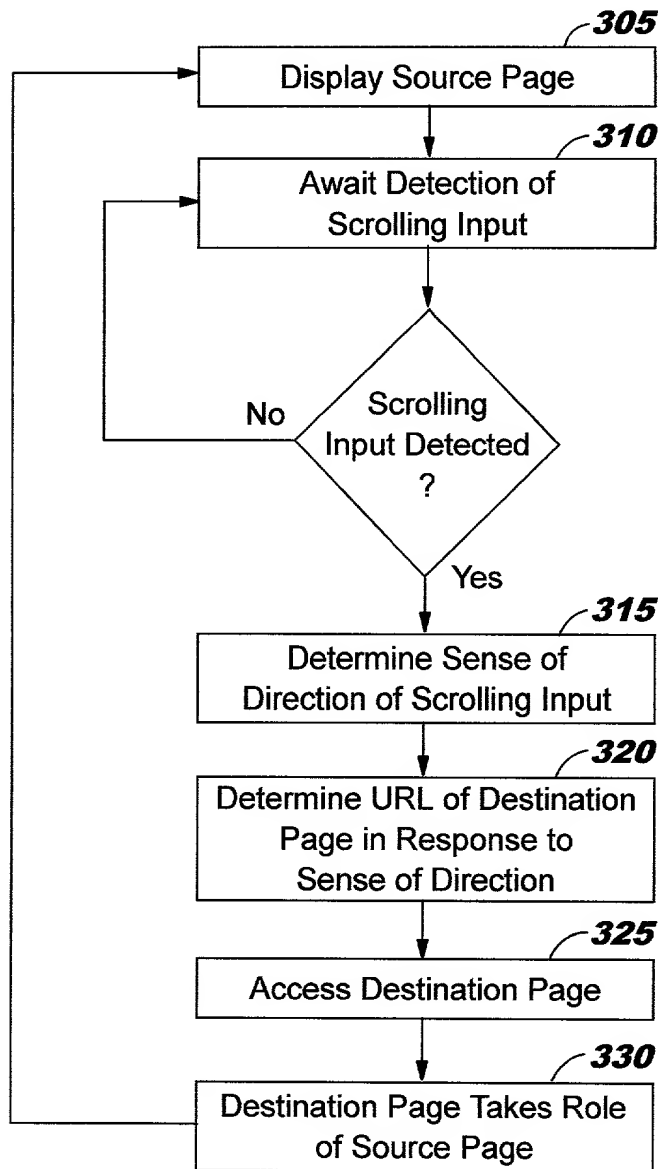 305
Display Source Page
310
Await Detection of
Scrolling Input
Scrolling
Input Detected
?
No
Yes
315
Determine Sense of
Direction of Scrolling Input
320
Determine URL of Destination
Page in Response to
Sense of Direction
325
Access Destination Page
330
Destination Page Takes Role
of Source Page